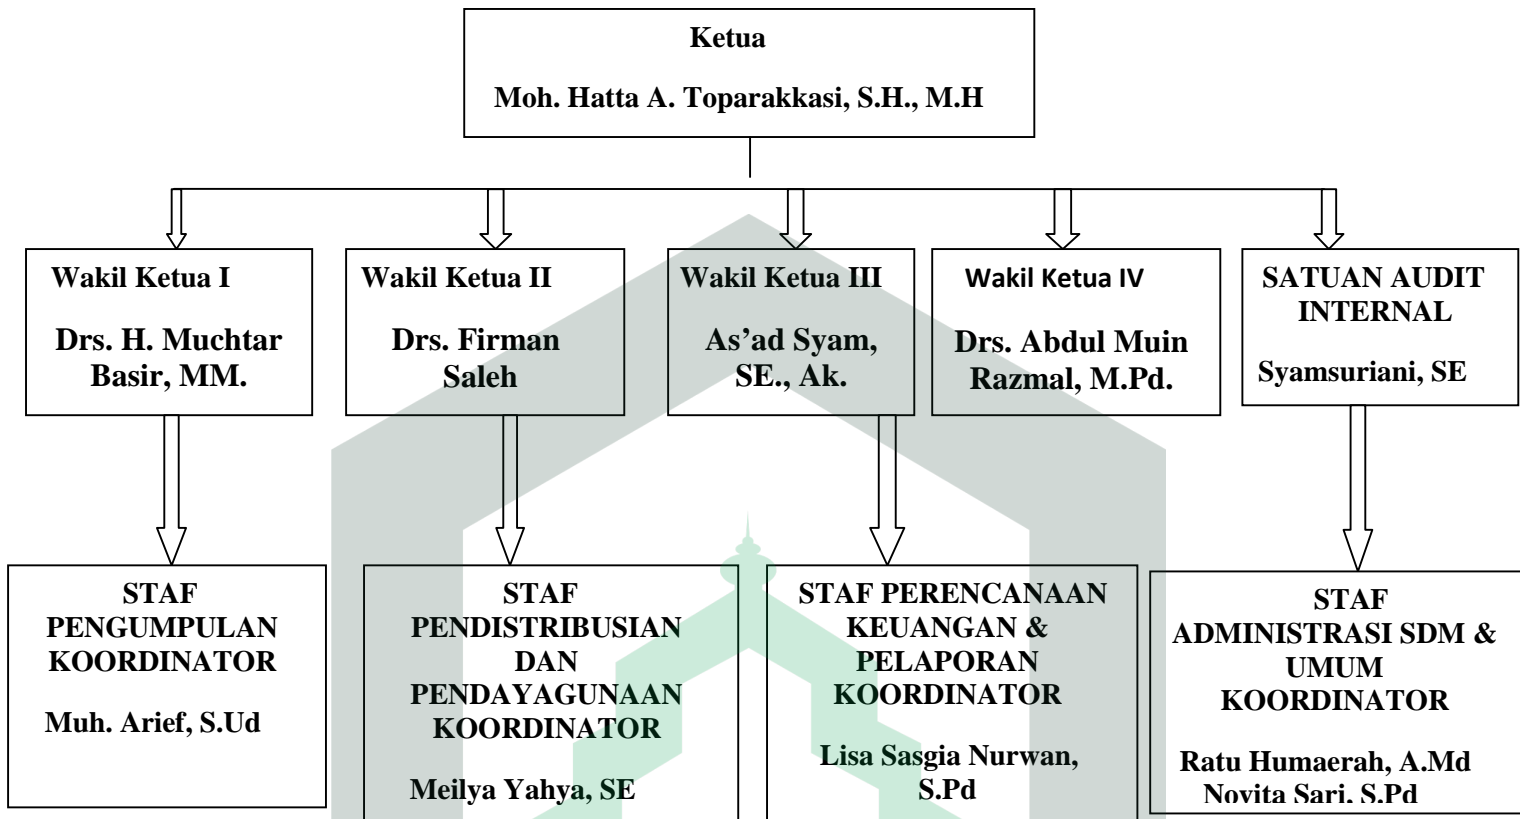 Ketua
Moh. Hatta A. Toparakkasi, S.H., M.H
Wakil Ketua I
Drs. H. Muchtar
Basir, MM.
Wakil Ketua II
Drs. Firman
Saleh
Wakil Ketua III
As’ad Syam,
SE., Ak.
Wakil Ketua IV
Drs. Abdul Muin
Razmal, M.Pd.
SATUAN AUDIT
INTERNAL
Syamsuriani, SE
STAF
PENGUMPULAN
KOORDINATOR
Muh. Arief, S.Ud
STAF
PENDISTRIBUSIAN
DAN
PENDAYAGUNAAN
KOORDINATOR
Meilya Yahya, SE
STAF PERENCANAAN
KEUANGAN &
PELAPORAN
KOORDINATOR
Lisa Sasgia Nurwan,
S.Pd
STAF
ADMINISTRASI SDM &
UMUM
KOORDINATOR
Ratu Humaerah, A.Md
Novita Sari, S.Pd